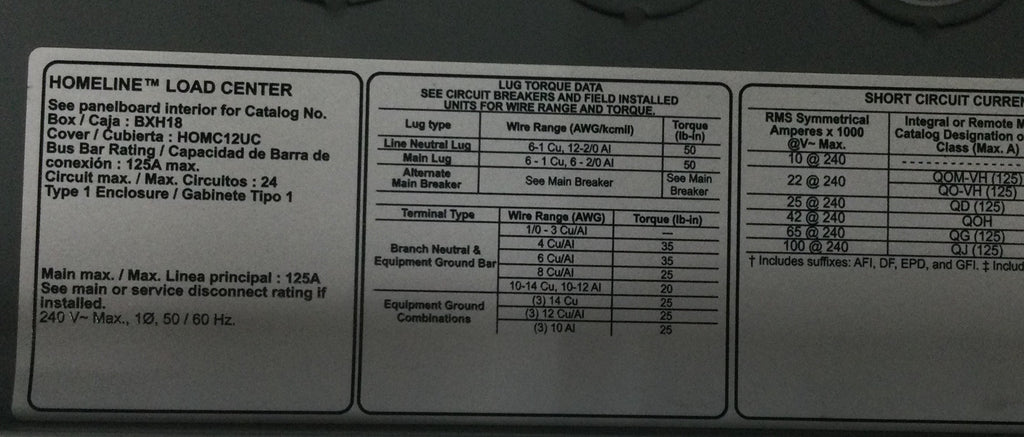 HOMELINE™ LOAD CENTER
See panelboard interior for Catalog No.
Box / Caja : BXH18
Cover / Cubierta : HOMC12UC
Bus Bar Rating / Capacidad de Barra de
conexión : 125A max.
Circuit max. / Max. Circuitos : 24
Type 1 Enclosure / Gabinete Tipo 1
Main max. / Max. Linea principal : 125A
See main or service disconnect rating if
installed.
240 V~ Max., 1Ø, 50 / 60 Hz.
LUG TORQUE DATA
SEE CIRCUIT BREAKERS AND FIELD INSTALLED
UNITS FOR WIRE RANGE AND TORQUE.
Lug type Wire Range (AWG/kcmil) Torque (lb-in)
Line Neutral Lug 6-1 Cu, 12-2/0 Al 50
Main Lug 6 - 1 Cu, 6 - 2/0 Al 50
Alternate Main Breaker See Main Breaker See Main Breaker
Terminal Type Wire Range (AWG) Torque (lb-in)
Branch Neutral & Equipment Ground Bar 1/0 - 3 Cu/Al —
4 Cu/Al 35
6 Cu/Al 35
8 Cu/Al 25
10-14 Cu, 10-12 Al 20
Equipment Ground Combinations (3) 14 Cu 25
(3) 12 Cu/Al 25
(3) 10 Al 25
SHORT CIRCUIT CURREN
RMS Symmetrical Amperes x 1000 @V~ Max. Integral or Remote M Catalog Designation o Class (Max. A)
10 @ 240 - - - - - - - - - - - - - -
22 @ 240 QOM-VH (125)
QO-VH (125)
25 @ 240 QD (125)
42 @ 240 QOH
65 @ 240 QG (125)
100 @ 240 QJ (125)
† Includes suffixes: AFI, DF, EPD, and GFI. ‡ Includ